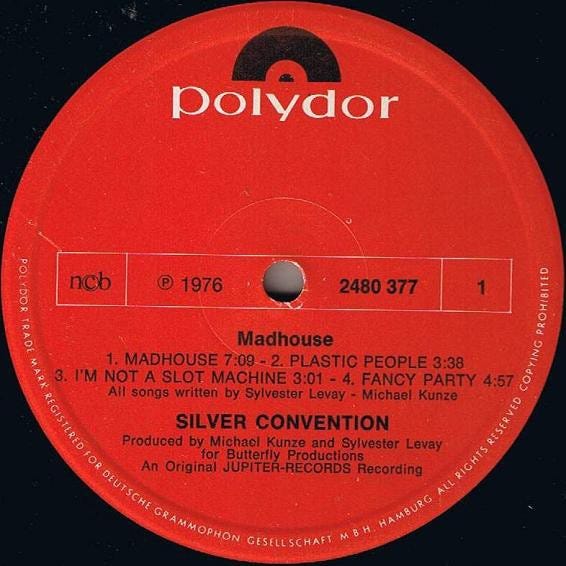 polydor
ncb ℗ 1976 2480 377 1
Madhouse
1. MADHOUSE 7:09 - 2. PLASTIC PEOPLE 3:38
3. I'M NOT A SLOT MACHINE 3:01 - 4. FANCY PARTY 4:57
All songs written by Sylvester Levay - Michael Kunze
SILVER CONVENTION
Produced by Michael Kunze and Sylvester Levay
for Butterfly Productions
An Original JUPITER-RECORDS Recording
POLYDOR TRADE MARK REGISTERED FOR DEUTSCHE GRAMMOPHON GESELLSCHAFT M B H, HAMBURG ALL RIGHTS RESERVED COPYING PROHIBITED